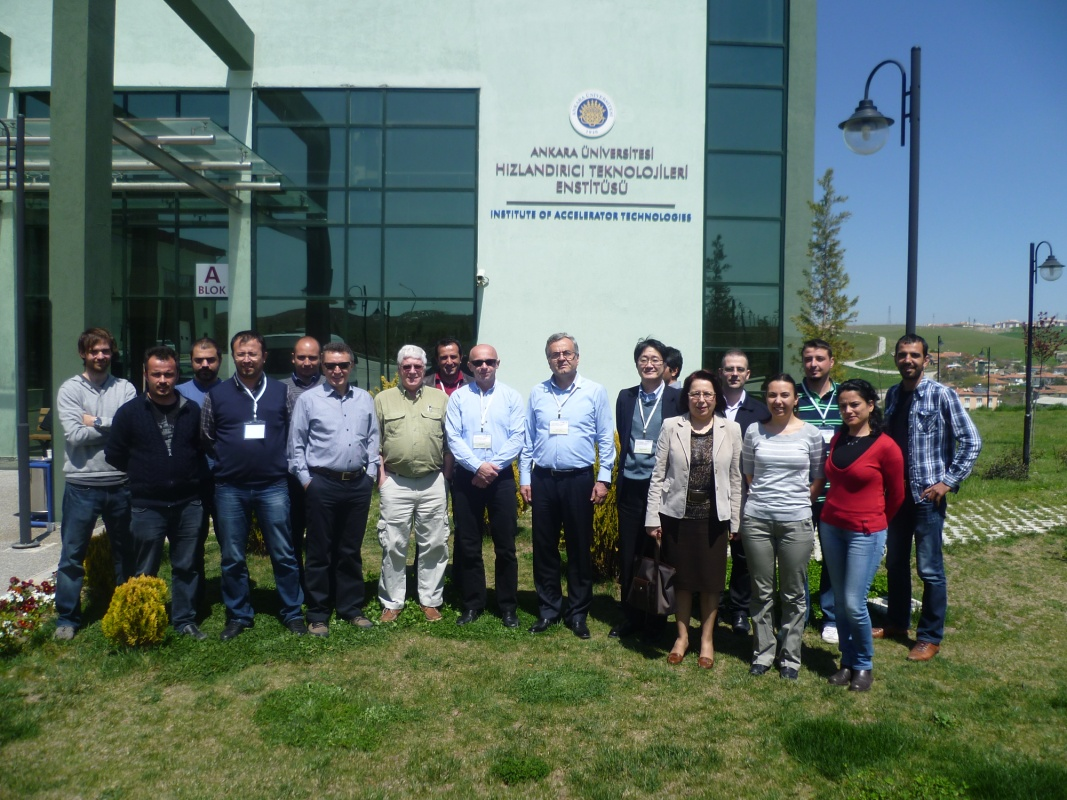 ANKARA ÜNİVERSİTESİ
HIZLANDIRICI TEKNOLOJİLERİ
ENSTİTÜSÜ
INSTITUTE OF ACCELERATOR TECHNOLOGIES
A
BLOK